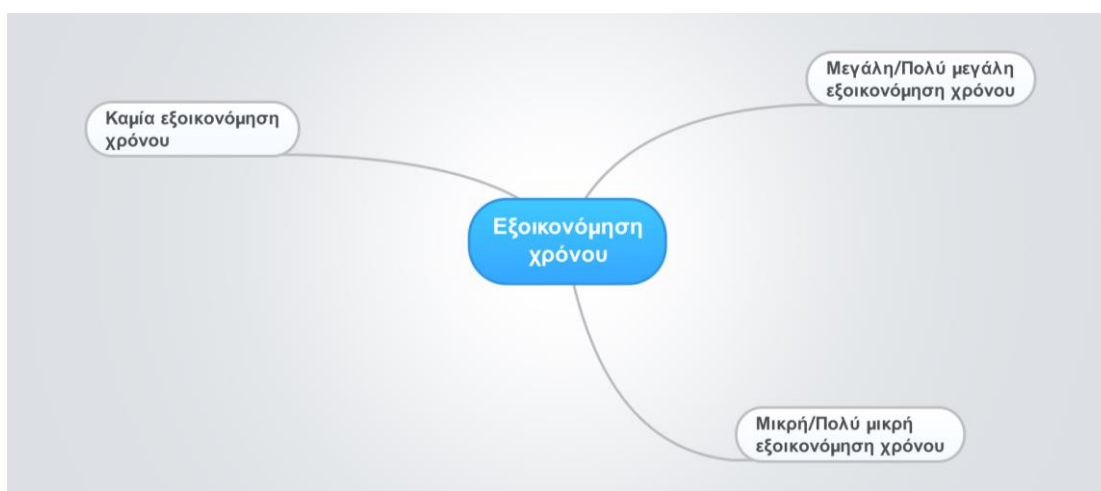 Μεγάλη/Πολύ μεγάλη
εξοικονόμηση χρόνου
Καμία εξοικονόμηση
χρόνου
Εξοικονόμηση
χρόνου
Μικρή/Πολύ μικρή
εξοικονόμηση χρόνου